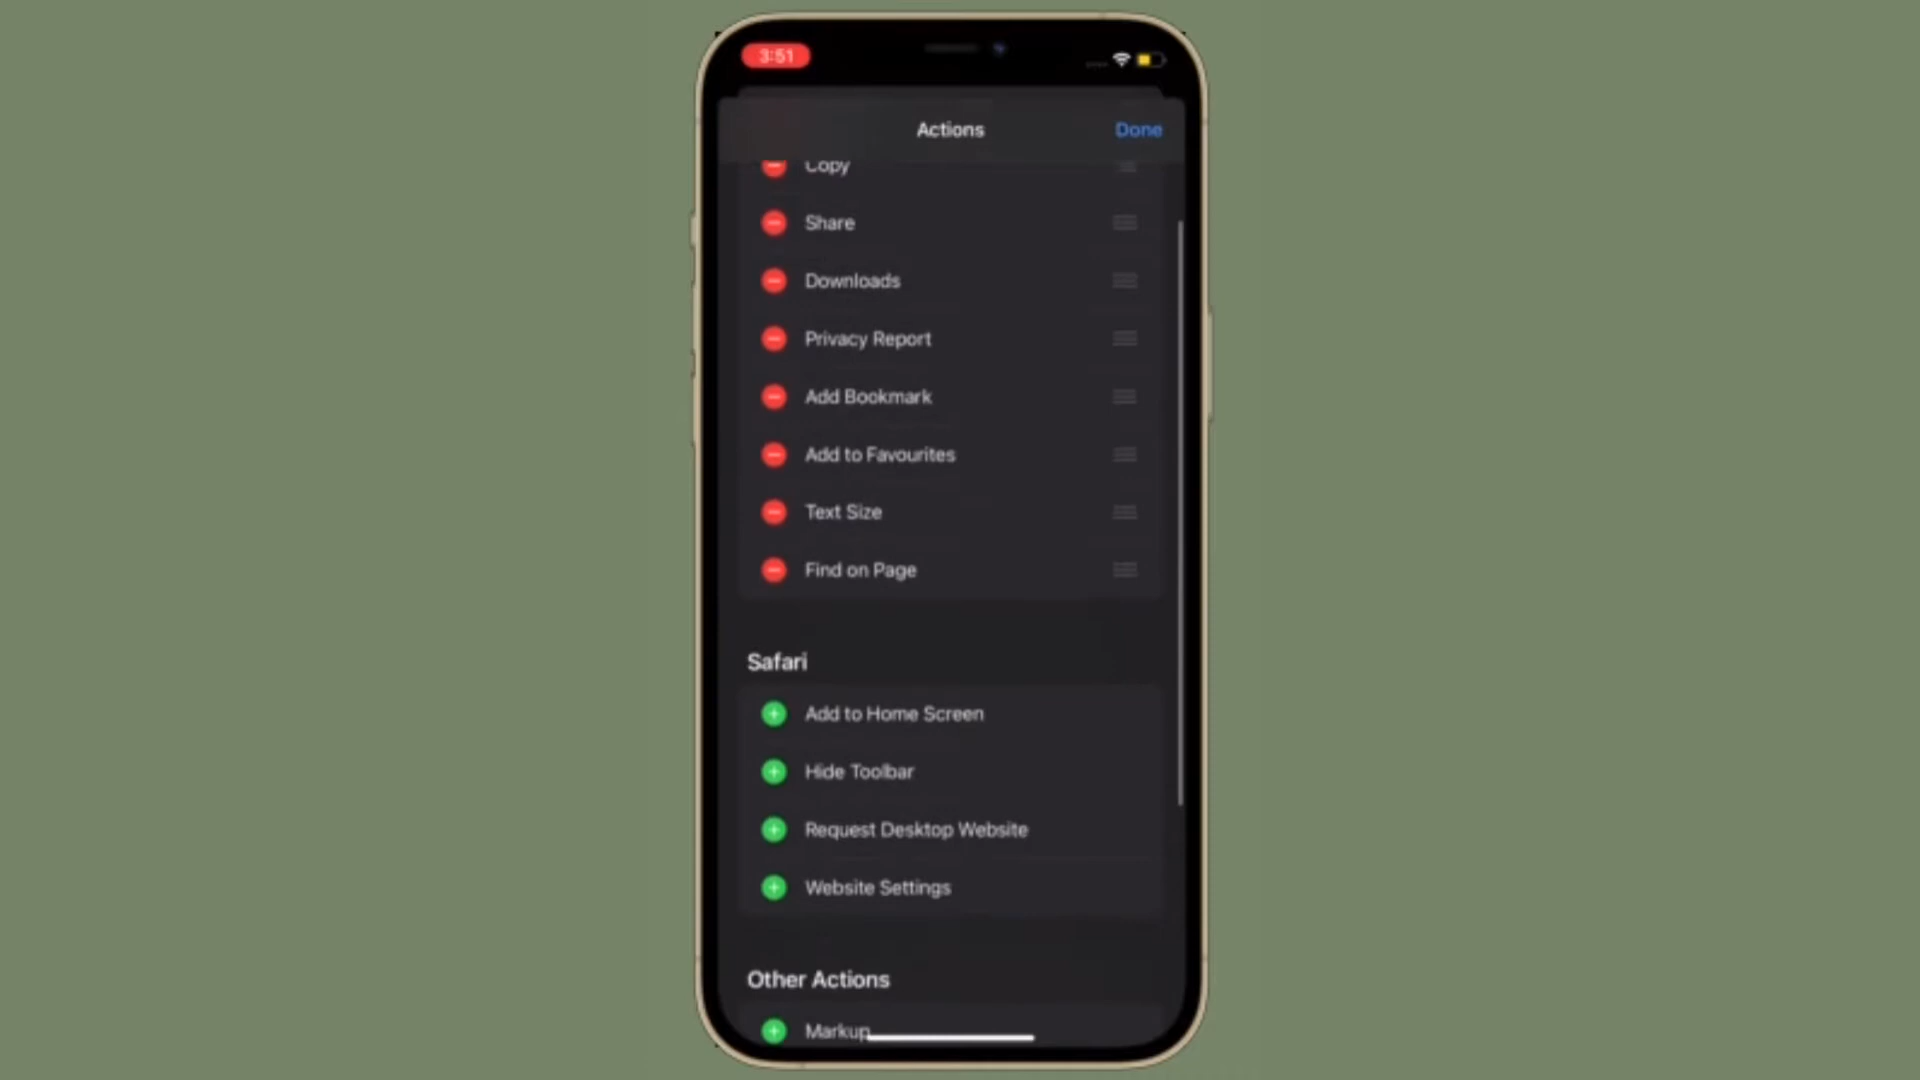 3:51
Actions
Done
Copy
Share
Downloads
Privacy Report
Add Bookmark
Add to Favourites
Text Size
Find on Page
Safari
Add to Home Screen
Hide Toolbar
Request Desktop Website
Website Settings
Other Actions
Markup